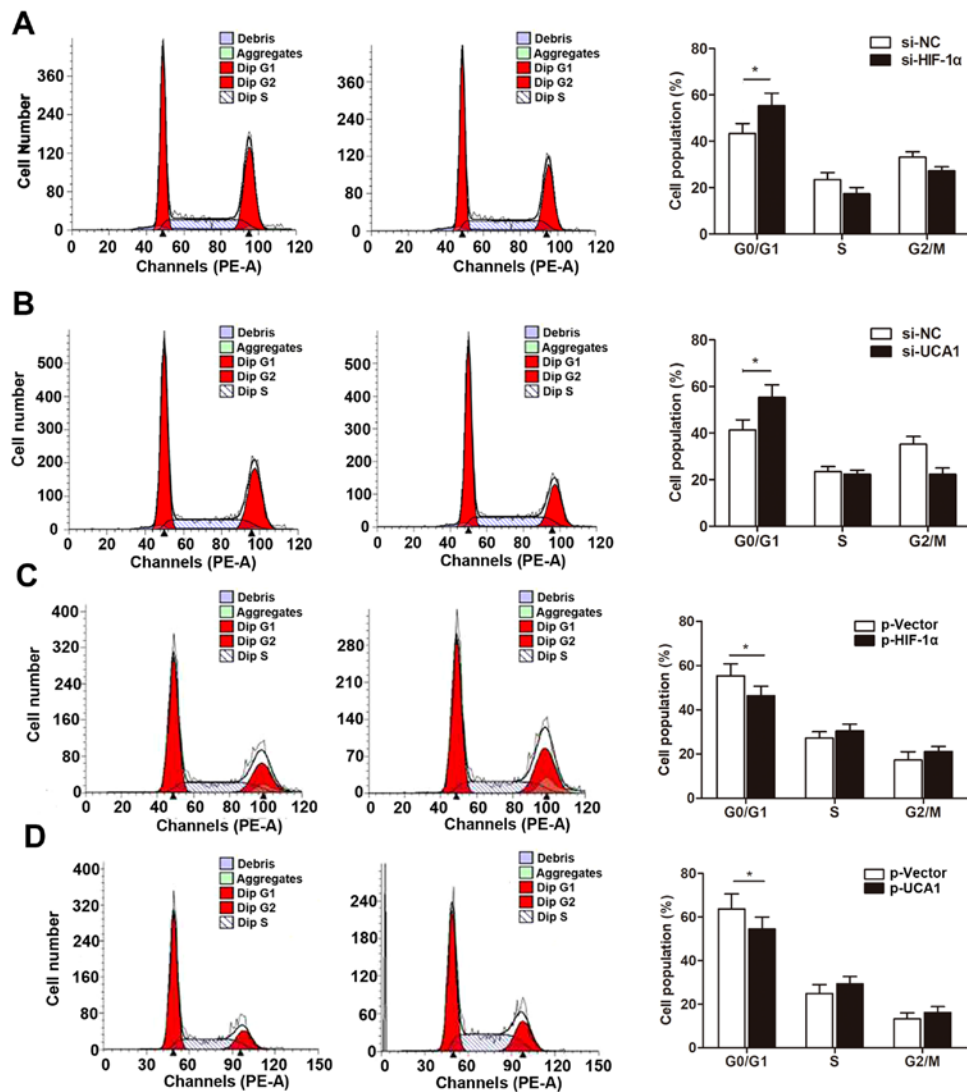 A
Cell Number
360
240
120
80
0
Debris
Aggregates
Dip G1
Dip G2
Dip S
0 20 40 60 80 100 120
Channels (PE-A)
360
240
120
80
0
Debris
Aggregates
Dip G1
Dip G2
Dip S
0 20 40 60 80 100 120
Channels (PE-A)
Cell population (%)
80
60
40
20
0
si-NC
si-HIF-1α
*
G0/G1 S G2/M
B
Cell number
500
400
300
200
100
0
Debris
Aggregates
Dip G1
Dip G2
Dip S
0 20 40 60 80 100 120
Channels (PE-A)
500
400
300
200
100
0
Debris
Aggregates
Dip G1
Dip G2
Dip S
0 20 40 60 80 100 120
Channels (PE-A)
Cell population (%)
80
60
40
20
0
si-NC
si-UCA1
*
G0/G1 S G2/M
C
Cell number
400
320
240
160
80
0
Debris
Aggregates
Dip G1
Dip G2
Dip S
0 20 40 60 80 100 120
Channels (PE-A)
280
210
140
70
0
Debris
Aggregates
Dip G1
Dip G2
Dip S
0 20 40 60 80 100 120
Channels (PE-A)
Cell population (%)
80
60
40
20
0
p-Vector
p-HIF-1α
*
G0/G1 S G2/M
D
Cell number
400
320
240
160
80
0
Debris
Aggregates
Dip G1
Dip G2
Dip S
0 30 60 90 120 150
Channels (PE-A)
280
240
180
120
60
0
Debris
Aggregates
Dip G1
Dip G2
Dip S
0 30 60 90 120 150
Channels (PE-A)
Cell population (%)
80
60
40
20
0
p-Vector
p-UCA1
*
G0/G1 S G2/M